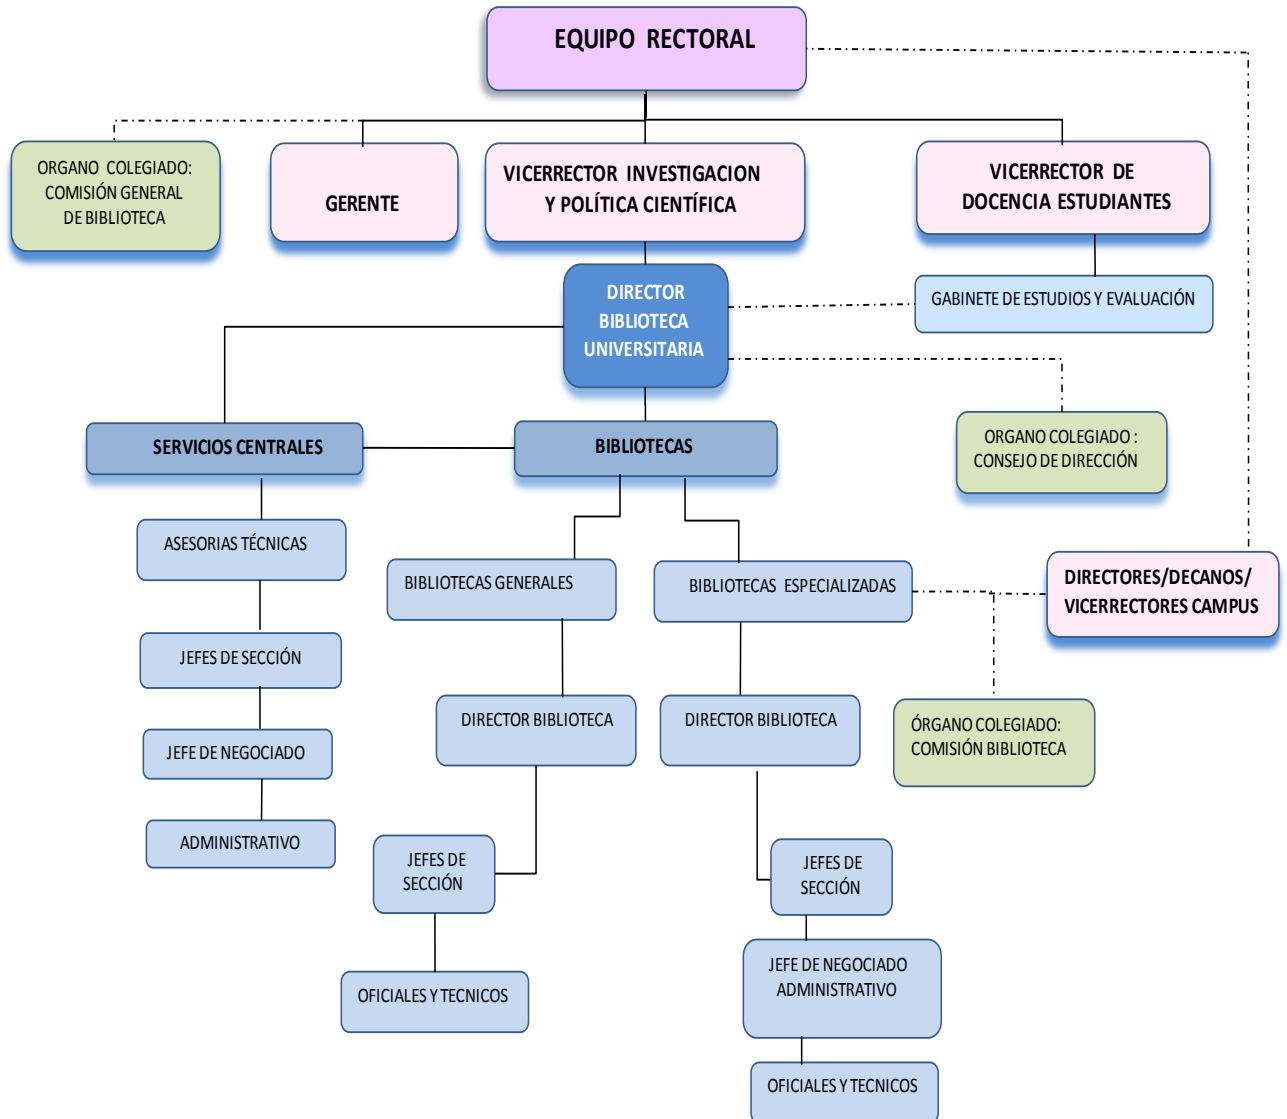 EQUIPO RECTORAL
ORGANO COLEGIADO:
COMISIÓN GENERAL
DE BIBLIOTECA
GERENTE
VICERRECTOR INVESTIGACION
Y POLÍTICA CIENTÍFICA
VICERRECTOR DE
DOCENCIA ESTUDIANTES
DIRECTOR
BIBLIOTECA
UNIVERSITARIA
GABINETE DE ESTUDIOS Y EVALUACIÓN
SERVICIOS CENTRALES
BIBLIOTECAS
ORGANO COLEGIADO :
CONSEJO DE DIRECCIÓN
ASESORIAS TÉCNICAS
BIBLIOTECAS GENERALES
BIBLIOTECAS ESPECIALIZADAS
DIRECTORES/DECANOS/
VICERRECTORES CAMPUS
JEFES DE SECCIÓN
DIRECTOR BIBLIOTECA
DIRECTOR BIBLIOTECA
ÓRGANO COLEGIADO:
COMISIÓN BIBLIOTECA
JEFE DE NEGOCIADO
ADMINISTRATIVO
JEFES DE
SECCIÓN
JEFES DE
SECCIÓN
JEFE DE NEGOCIADO
ADMINISTRATIVO
OFICIALES Y TECNICOS
OFICIALES Y TECNICOS